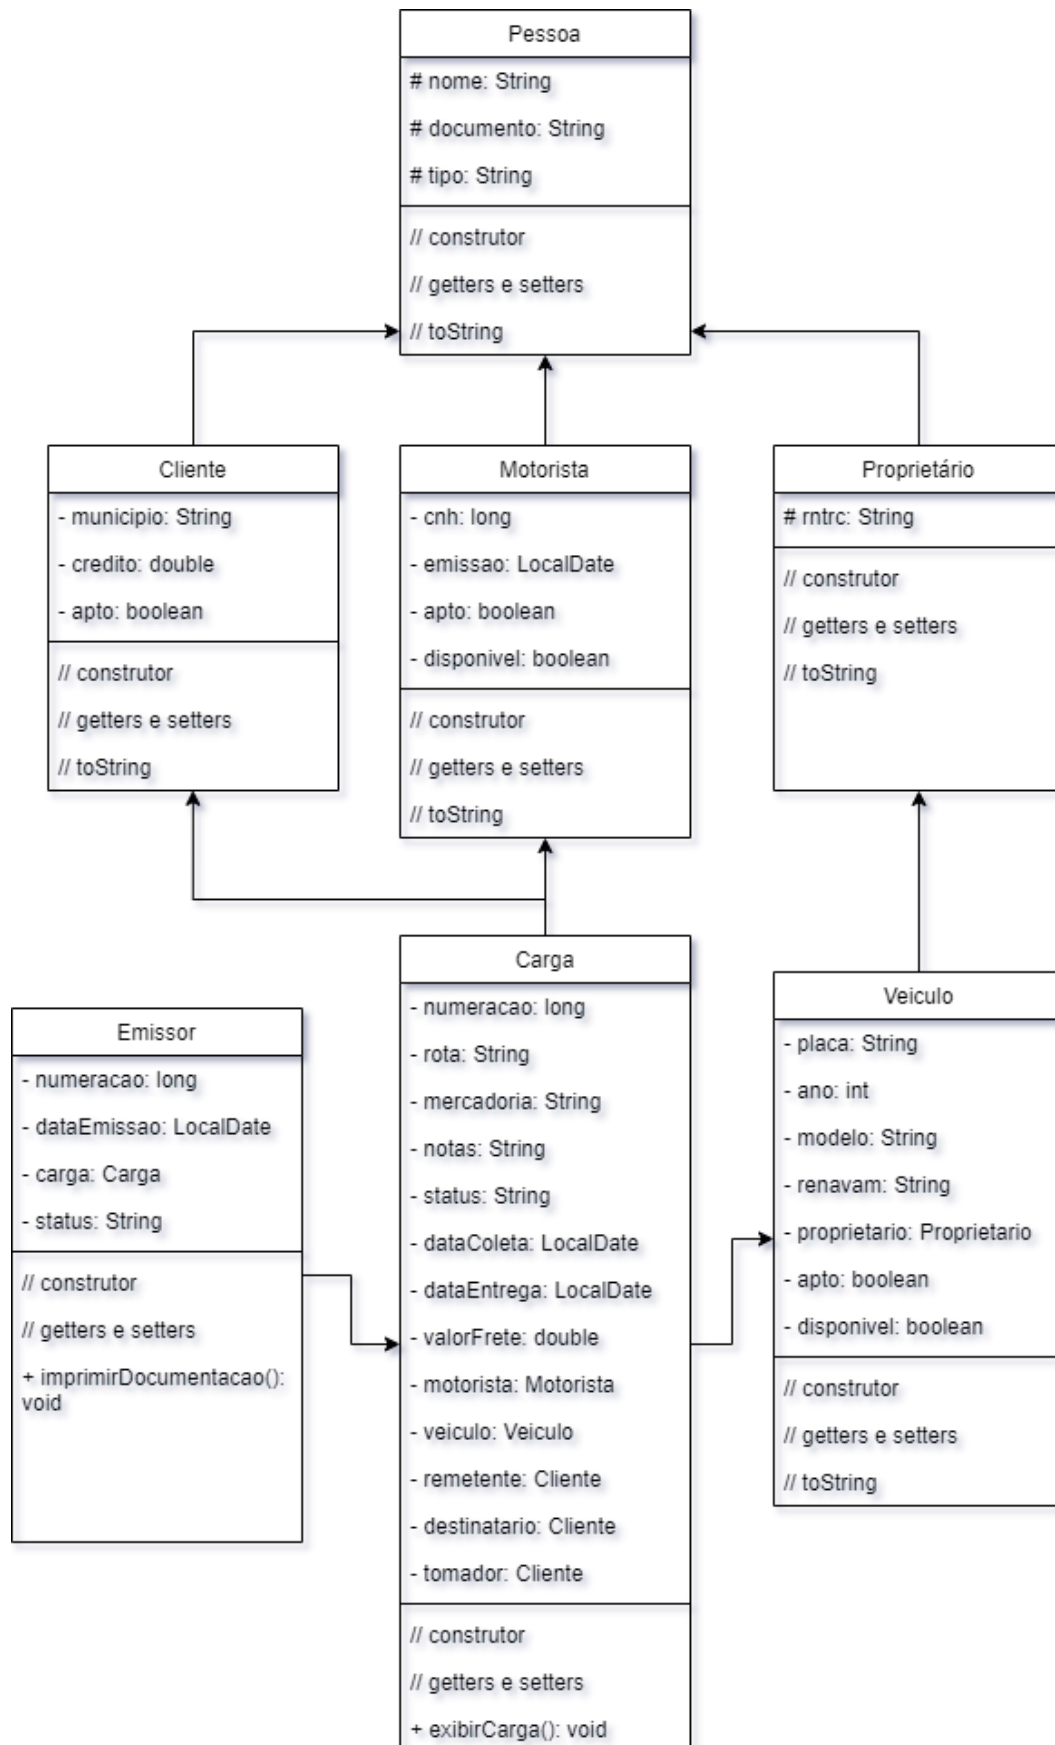 Pessoa
# nome: String
# documento: String
# tipo: String
// construtor
// getters e setters
// toString
Cliente
- municipio: String
- credito: double
- apto: boolean
// construtor
// getters e setters
// toString
Motorista
- cnh: long
- emissao: LocalDate
- apto: boolean
- disponivel: boolean
// construtor
// getters e setters
// toString
Proprietário
# rntrc: String
// construtor
// getters e setters
// toString
Emissor
- numeracao: long
- dataEmissao: LocalDate
- carga: Carga
- status: String
// construtor
// getters e setters
+ imprimirDocumentacao():
void
Carga
- numeracao: long
- rota: String
- mercadoria: String
- notas: String
- status: String
- dataColeta: LocalDate
- dataEntrega: LocalDate
- valorFrete: double
- motorista: Motorista
- veiculo: Veiculo
- remetente: Cliente
- destinatario: Cliente
- tomador: Cliente
// construtor
// getters e setters
+ exibirCarga(): void
Veiculo
- placa: String
- ano: int
- modelo: String
- renavam: String
- proprietario: Proprietario
- apto: boolean
- disponivel: boolean
// construtor
// getters e setters
// toString